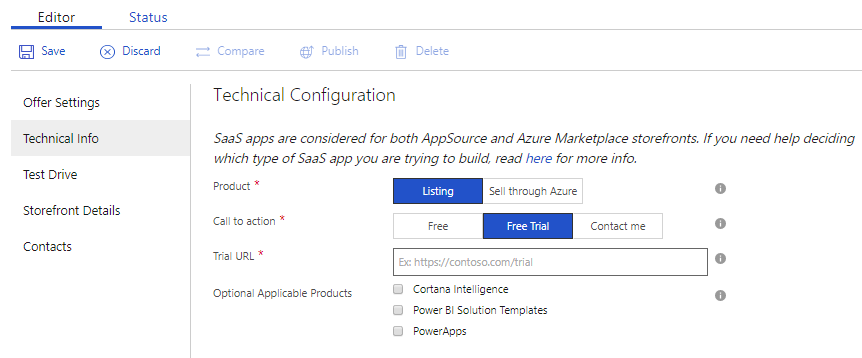 Editor Status
Save Discard Compare Publish Delete
Offer Settings
Technical Info
Test Drive
Storefront Details
Contacts
Technical Configuration
SaaS apps are considered for both AppSource and Azure Marketplace storefronts. If you need help deciding
which type of SaaS app you are trying to build, read here for more info.
Product * Listing Sell through Azure
Call to action * Free Free Trial Contact me
Trial URL * Ex: https://contoso.com/trial
Optional Applicable Products Cortana Intelligence
Power BI Solution Templates
PowerApps